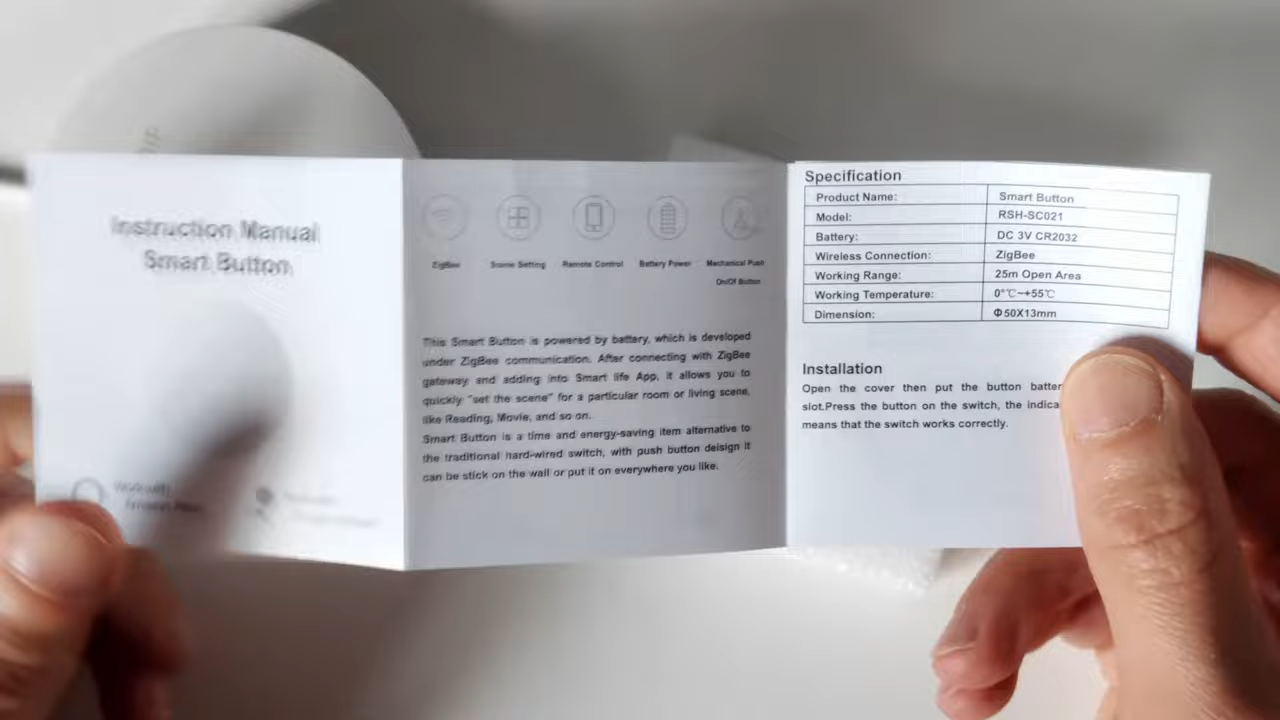 Instruction Manual
Smart Button
ZigBee
Scene Setting
Remote Control
Battery Power
Mechanical Push
On/Off Button
This Smart Button is powered by battery, which is developed
under ZigBee communication. After connecting with ZigBee
gateway and adding into Smart life App, it allows you to
quickly "set the scene" for a particular room or living scene,
like Reading, Movie, and so on.
Smart Button is a time and energy-saving item alternative to
the traditional hard-wired switch, with push button deisign it
can be stick on the wall or put it on everywhere you like.
Specification
Product Name: Smart Button
Model: RSH-SC021
Battery: DC 3V CR2032
Wireless Connection: ZigBee
Working Range: 25m Open Area
Working Temperature: 0°℃~+55℃
Dimension: Φ50X13mm
Installation
Open the cover then put the button batter
slot.Press the button on the switch, the indica
means that the switch works correctly.